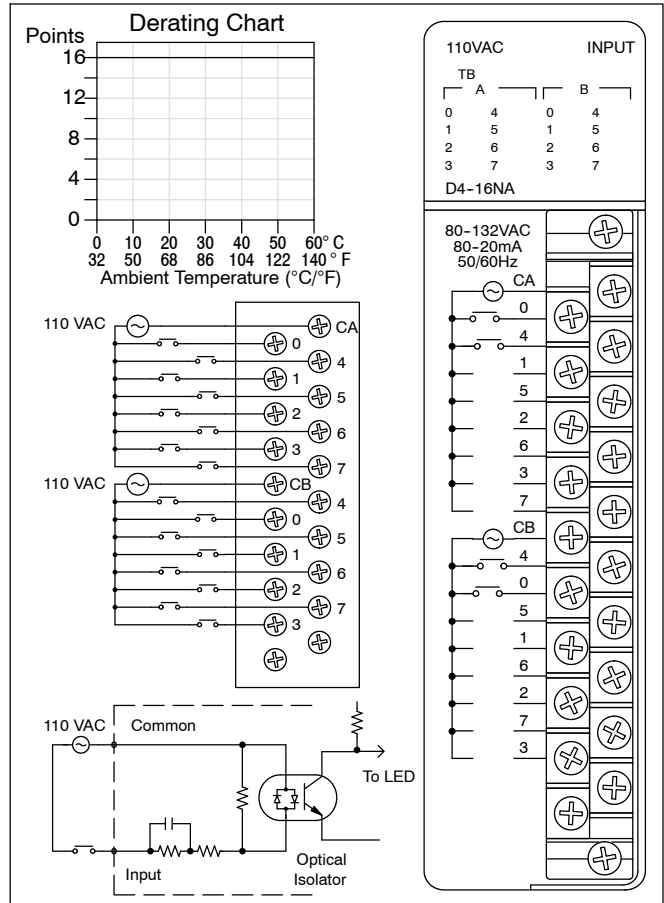 Derating Chart
Points
16
12
8
4
0
0 10 20 30 40 50 60°C
32 50 68 86 104 122 140°F
Ambient Temperature (°C/°F)
110 VAC
CA
0
4
1
5
2
6
3
7
110 VAC
CB
4
0
5
1
6
2
7
3
110 VAC
Common
To LED
Input
Optical
Isolator
110VAC INPUT
TB
A B
0 4 0 4
1 5 1 5
2 6 2 6
3 7 3 7
D4-16NA
80-132VAC
80-20mA
50/60Hz
CA
0
4
1
5
2
6
3
7
CB
4
0
5
1
6
2
7
3